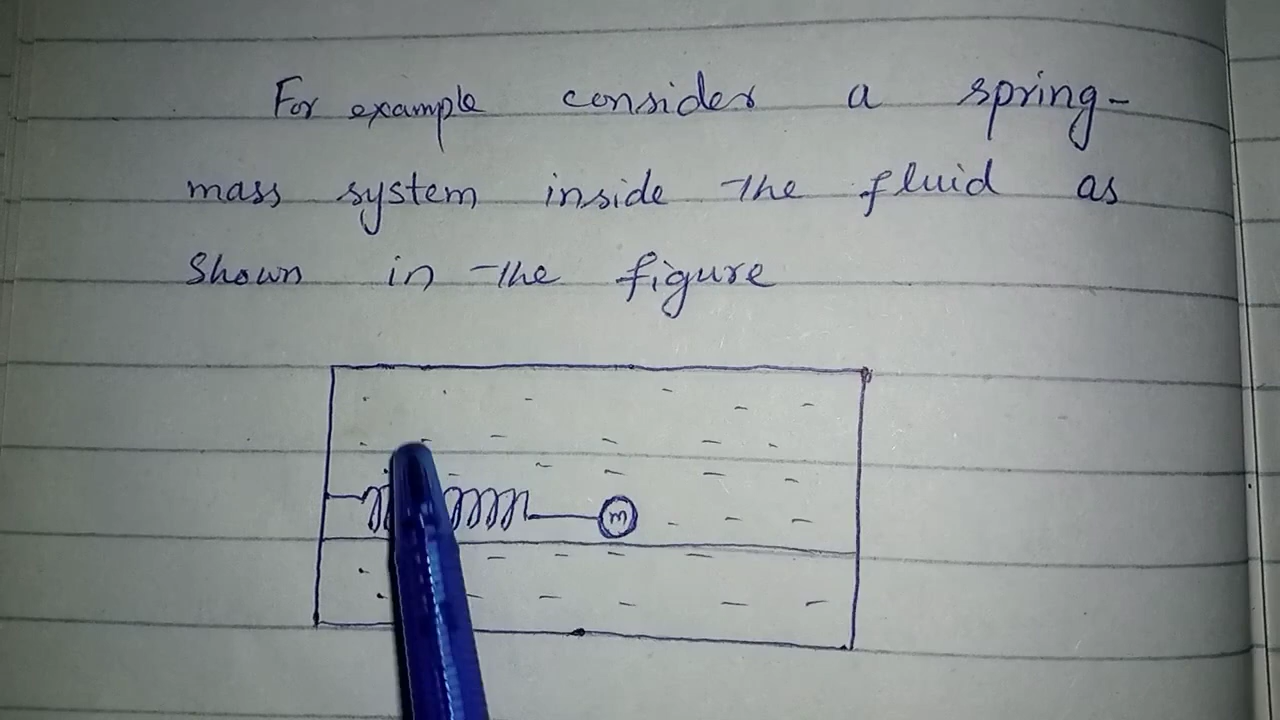 For example consider a spring-
mass system inside the fluid as
shown in the figure
m